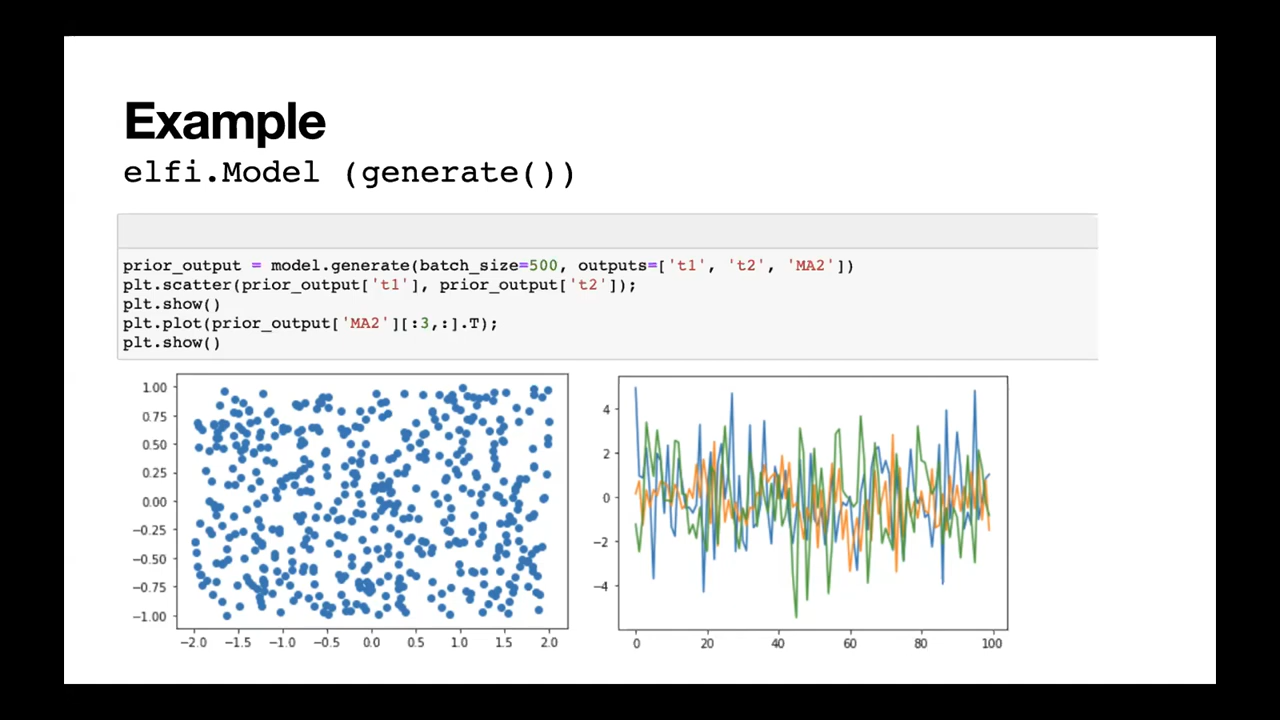 Example
elfi.Model (generate())
prior_output = model.generate(batch_size=500, outputs=['t1', 't2', 'MA2'])
plt.scatter(prior_output['t1'], prior_output['t2']);
plt.show()
plt.plot(prior_output['MA2'][:3,:].T);
plt.show()
1.00
0.75
0.50
0.25
0.00
−0.25
−0.50
−0.75
−1.00
−2.0 −1.5 −1.0 −0.5 0.0 0.5 1.0 1.5 2.0
4
2
0
−2
−4
0 20 40 60 80 100